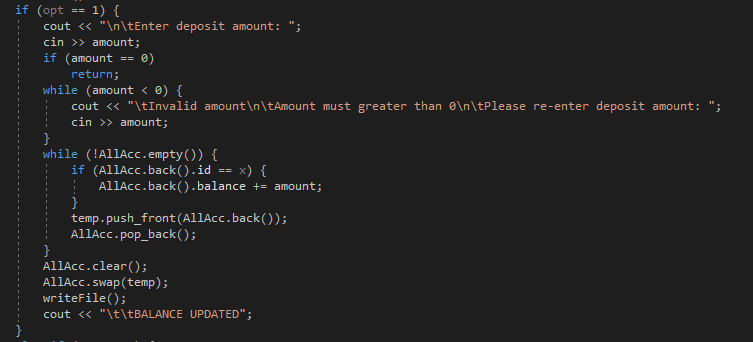 if (opt == 1) {
cout << "\n\tEnter deposit amount: ";
cin >> amount;
if (amount == 0)
return;
while (amount < 0) {
cout << "\tInvalid amount\n\tAmount must greater than 0\n\tPlease re-enter deposit amount: ";
cin >> amount;
}
while (!AllAcc.empty()) {
if (AllAcc.back().id == x) {
AllAcc.back().balance += amount;
}
temp.push_front(AllAcc.back());
AllAcc.pop_back();
}
AllAcc.clear();
AllAcc.swap(temp);
writeFile();
cout << "\t\tBALANCE UPDATED";
}